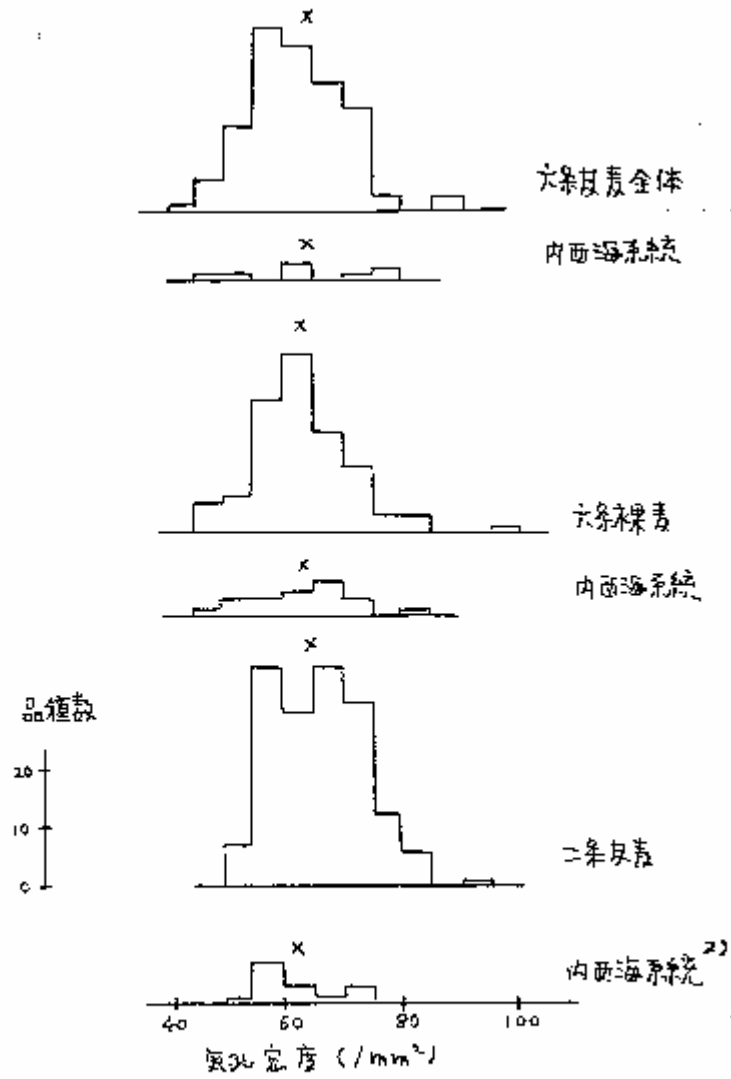 x
六条皮麦全体
x
内西海系統
x
六条裸麦
x
内西海系統
x
品種数
20
10
0
二条皮麦
x
内西海系統 2)
40 60 80 100
気孔密度 (/mm²)